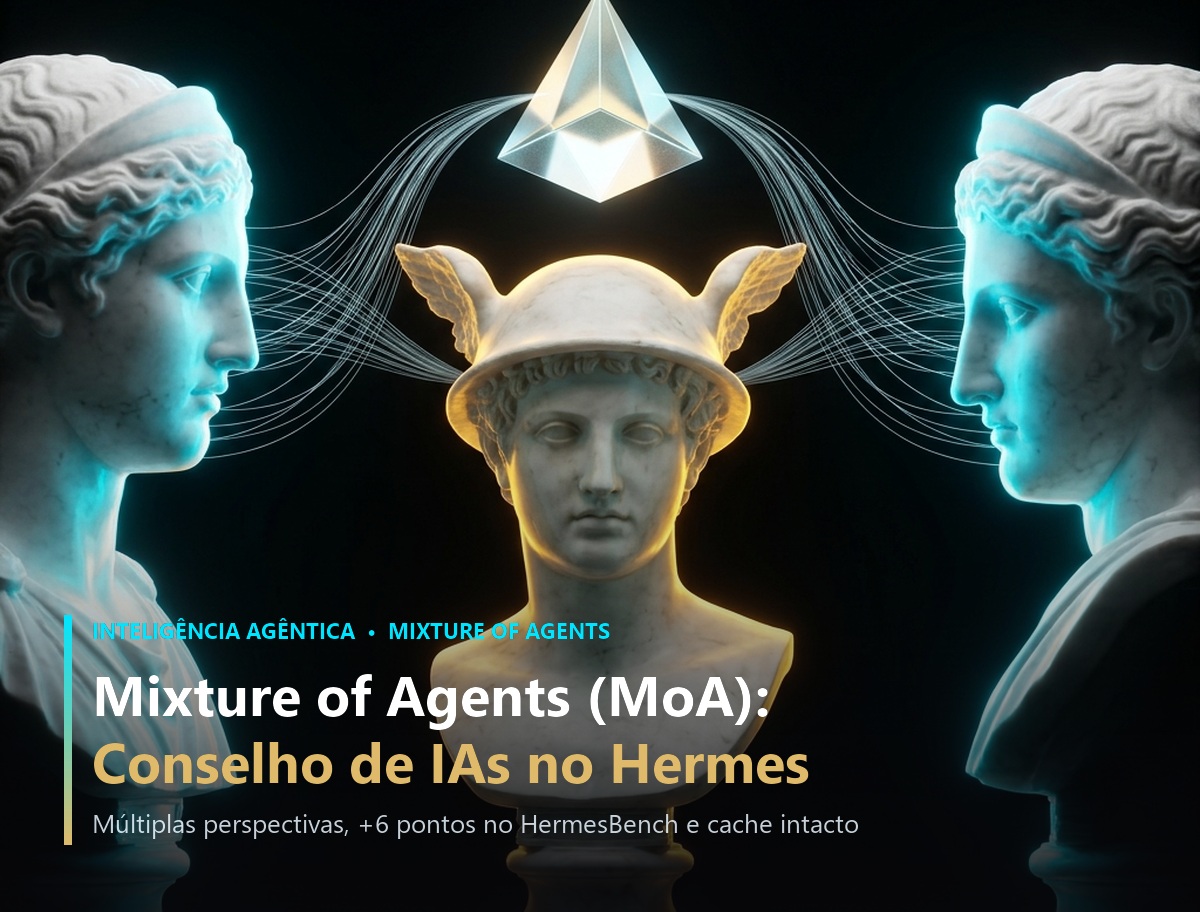 INTELIGÊNCIA AGÊNTICA • MIXTURE OF AGENTS
Mixture of Agents (MoA):
Conselho de IAs no Hermes
Múltiplas perspectivas, +6 pontos no HermesBench e cache intacto